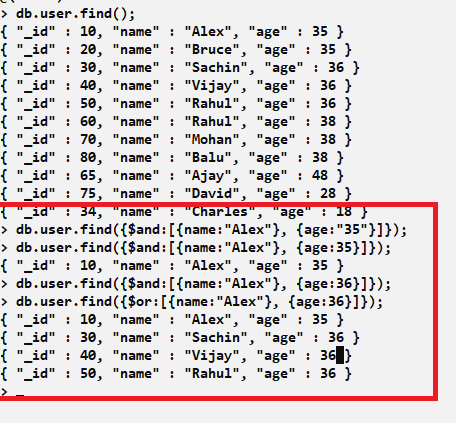 > db.user.find();
{ "_id" : 10, "name" : "Alex", "age" : 35 }
{ "_id" : 20, "name" : "Bruce", "age" : 35 }
{ "_id" : 30, "name" : "Sachin", "age" : 36 }
{ "_id" : 40, "name" : "Vijay", "age" : 36 }
{ "_id" : 50, "name" : "Rahul", "age" : 36 }
{ "_id" : 60, "name" : "Rahul", "age" : 38 }
{ "_id" : 70, "name" : "Mohan", "age" : 38 }
{ "_id" : 80, "name" : "Balu", "age" : 38 }
{ "_id" : 65, "name" : "Ajay", "age" : 48 }
{ "_id" : 75, "name" : "David", "age" : 28 }
{ "_id" : 34, "name" : "Charles", "age" : 18 }
> db.user.find({$and:[{name:"Alex"}, {age:"35"}]});
> db.user.find({$and:[{name:"Alex"}, {age:35}]});
{ "_id" : 10, "name" : "Alex", "age" : 35 }
> db.user.find({$and:[{name:"Alex"}, {age:36}]});
> db.user.find({$or:[{name:"Alex"}, {age:36}]});
{ "_id" : 10, "name" : "Alex", "age" : 35 }
{ "_id" : 30, "name" : "Sachin", "age" : 36 }
{ "_id" : 40, "name" : "Vijay", "age" : 36 }
{ "_id" : 50, "name" : "Rahul", "age" : 36 }
> _